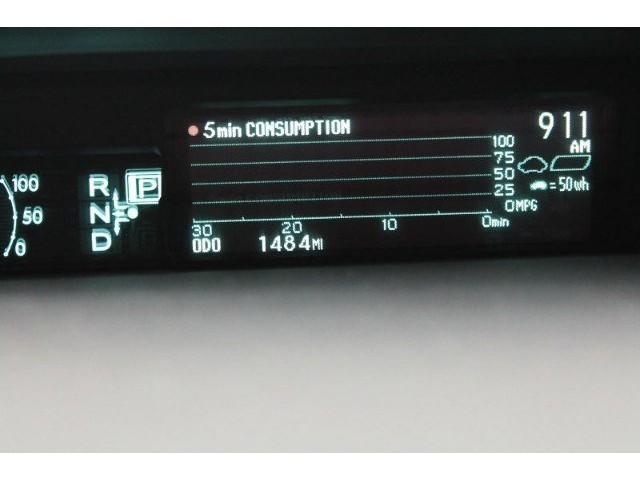 5min CONSUMPTION
911
AM
100
75
50
25
0MPG
=50wh
30 20 10 0min
ODO 1484MI
100
50
0
R P
N
D